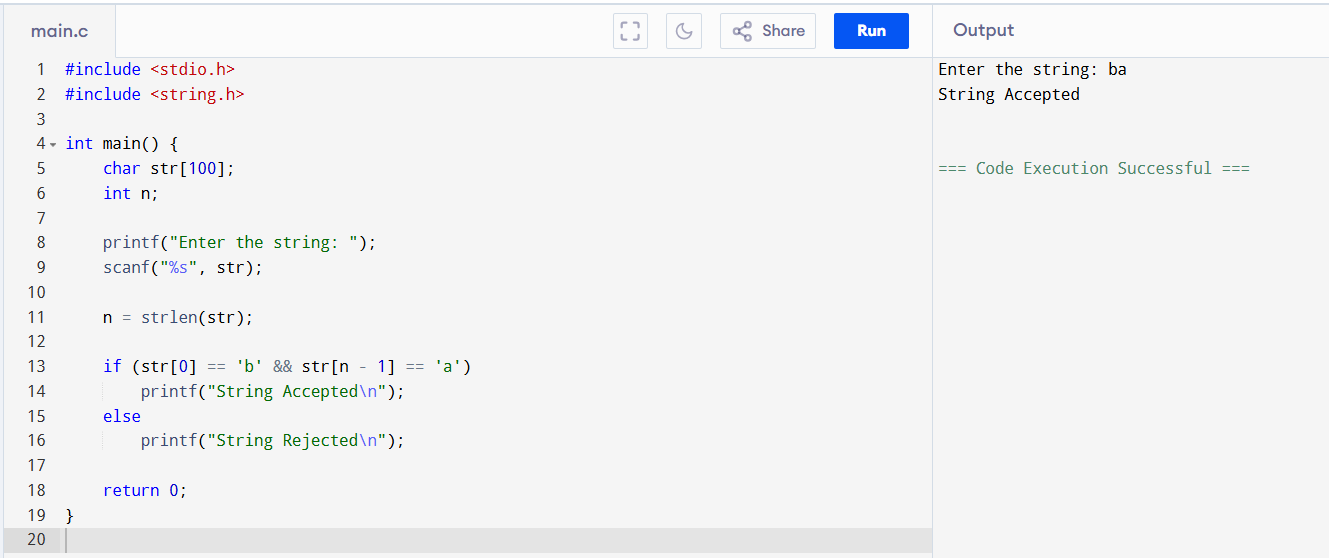 main.c
Share
Run
Output
1 #include <stdio.h>
2 #include <string.h>
3
4 int main() {
5     char str[100];
6     int n;
7
8     printf("Enter the string: ");
9     scanf("%s", str);
10
11     n = strlen(str);
12
13     if (str[0] == 'b' && str[n - 1] == 'a')
14         printf("String Accepted\n");
15     else
16         printf("String Rejected\n");
17
18     return 0;
19 }
20
Enter the string: ba
String Accepted
=== Code Execution Successful ===